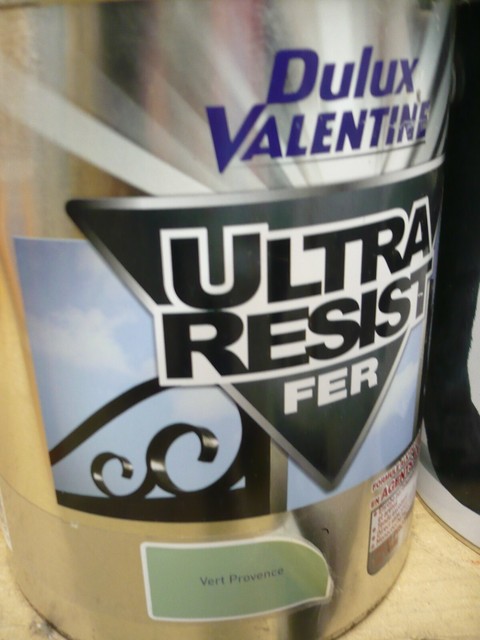 Dulux
VALENTINE
ULTRA
RESIST
FER
Vert Provence